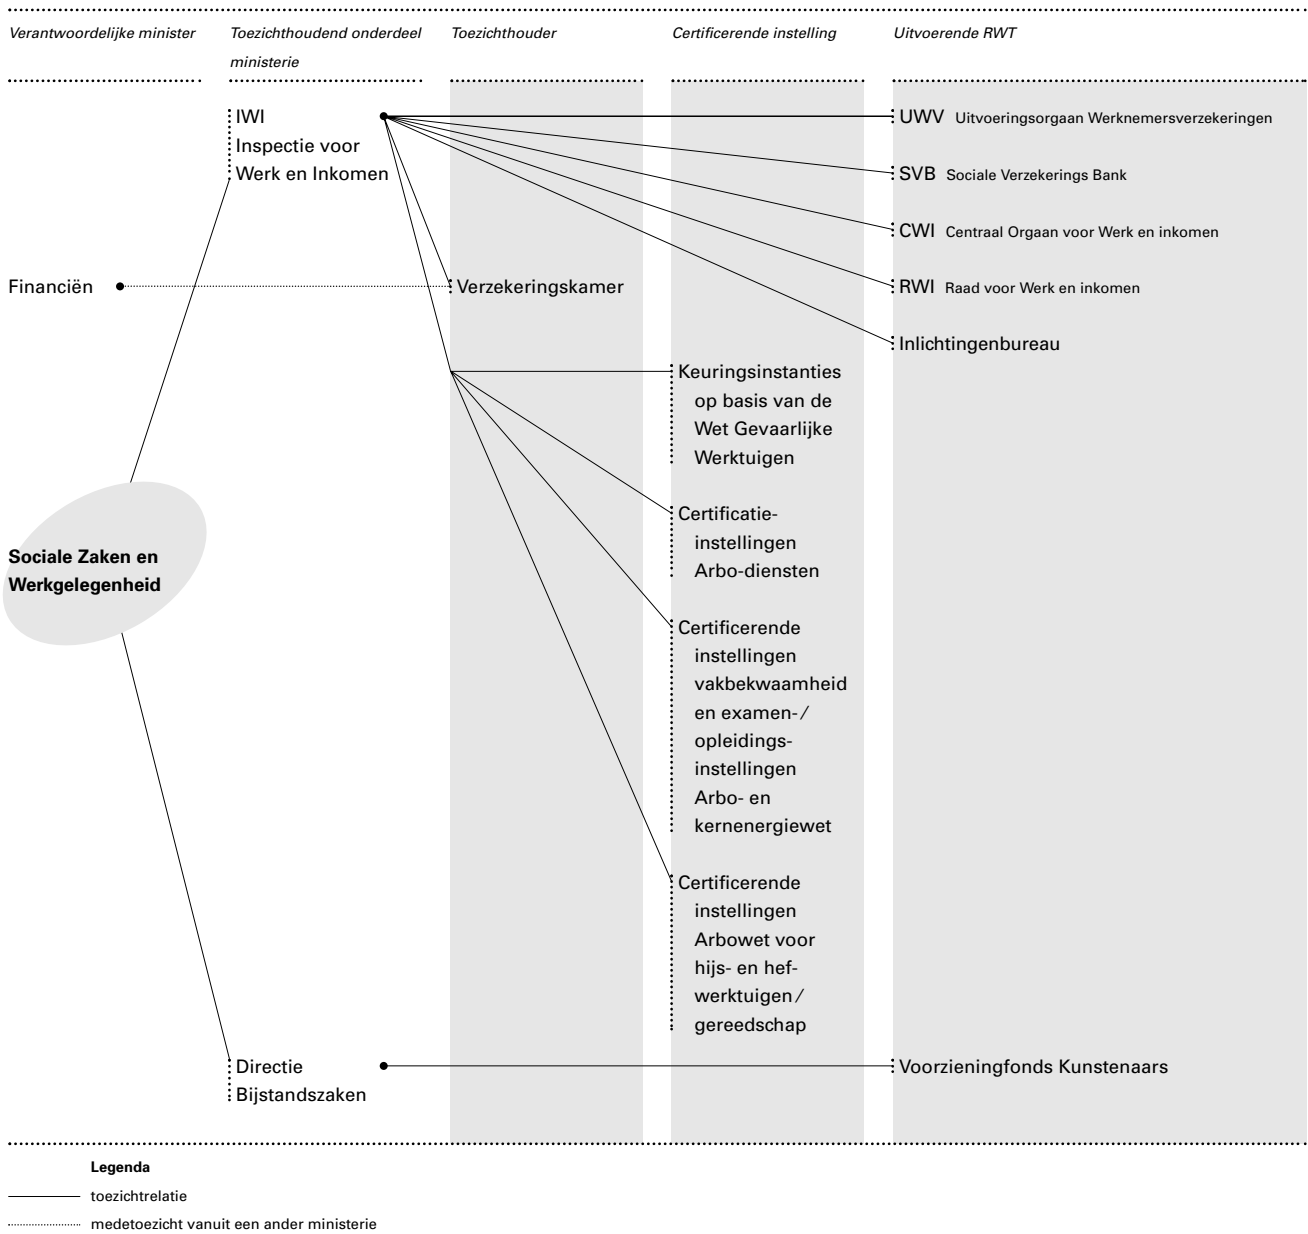 Verantwoordelijke minister
Toezichthoudend onderdeel
ministerie
Toezichthouder
Certificerende instelling
Uitvoerende RWT
IWI
Inspectie voor
Werk en Inkomen
UWV Uitvoeringsorgaan Werknemersverzekeringen
SVB Sociale Verzekerings Bank
CWI Centraal Orgaan voor Werk en inkomen
Financiën
Verzekeringskamer
RWI Raad voor Werk en inkomen
Inlichtingenbureau
Keuringsinstanties
op basis van de
Wet Gevaarlijke
Werktuigen
Certificatie-
instellingen
Arbo-diensten
Sociale Zaken en
Werkgelegenheid
Certificerende
instellingen
vakbekwaamheid
en examen- /
opleidings-
instellingen
Arbo- en
kernenergiewet
Certificerende
instellingen
Arbowet voor
hijs- en hef-
werktuigen /
gereedschap
Directie
Bijstandszaken
Voorzieningfonds Kunstenaars
Legenda
toezichtrelatie
medetoezicht vanuit een ander ministerie